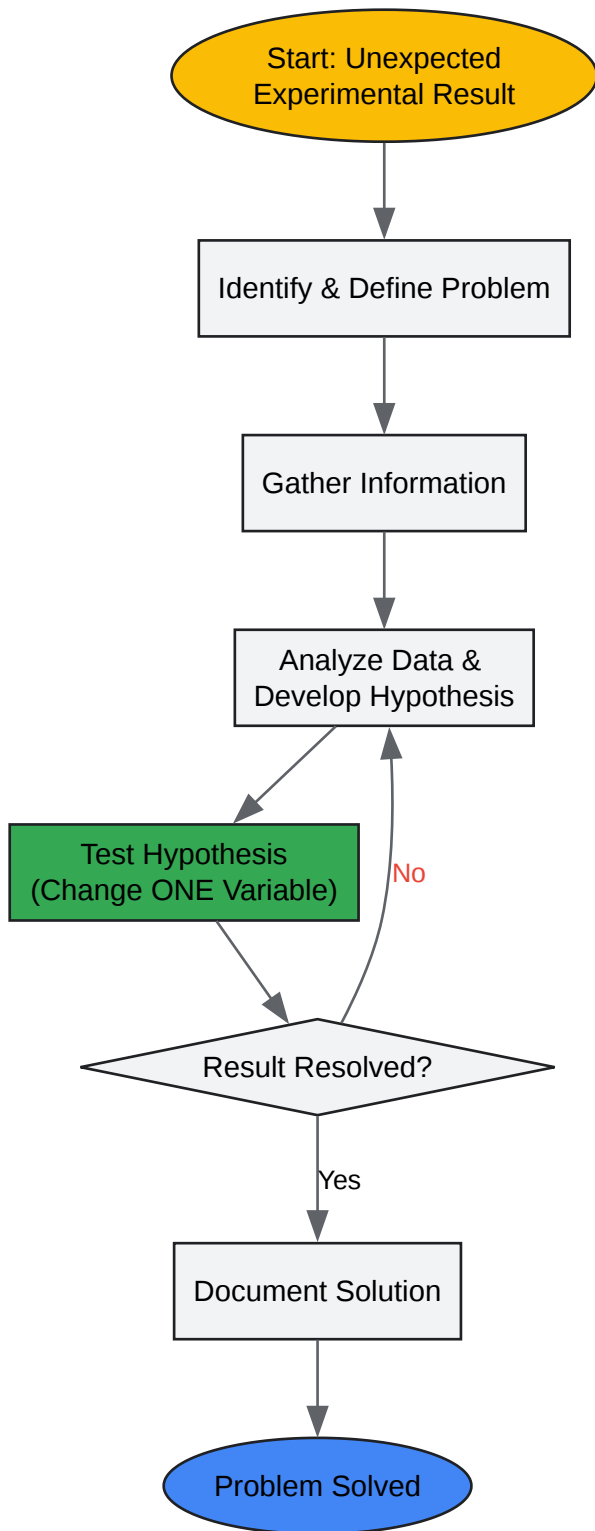 Start: Unexpected
Experimental Result
Identify & Define Problem
Gather Information
Analyze Data &
Develop Hypothesis
Test Hypothesis
(Change ONE Variable)
No
Result Resolved?
Yes
Document Solution
Problem Solved